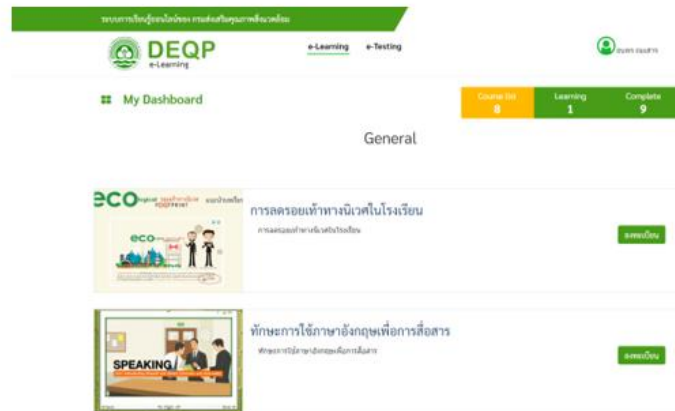 ระบบการเรียนรู้ออนไลน์ของ กรมส่งเสริมคุณภาพสิ่งแวดล้อม
DEQP
e-Learning
e-Learning
e-Testing
My Dashboard
Course list
8
Learning
1
Complete
9
General
eco
การลดรอยเท้าทางนิเวศในโรงเรียน
การลดรอยเท้าทางนิเวศในโรงเรียน
eco
ลงทะเบียน
ทักษะการใช้ภาษาอังกฤษเพื่อการสื่อสาร
ทักษะการใช้ภาษาอังกฤษเพื่อการสื่อสาร
SPEAKING
ลงทะเบียน